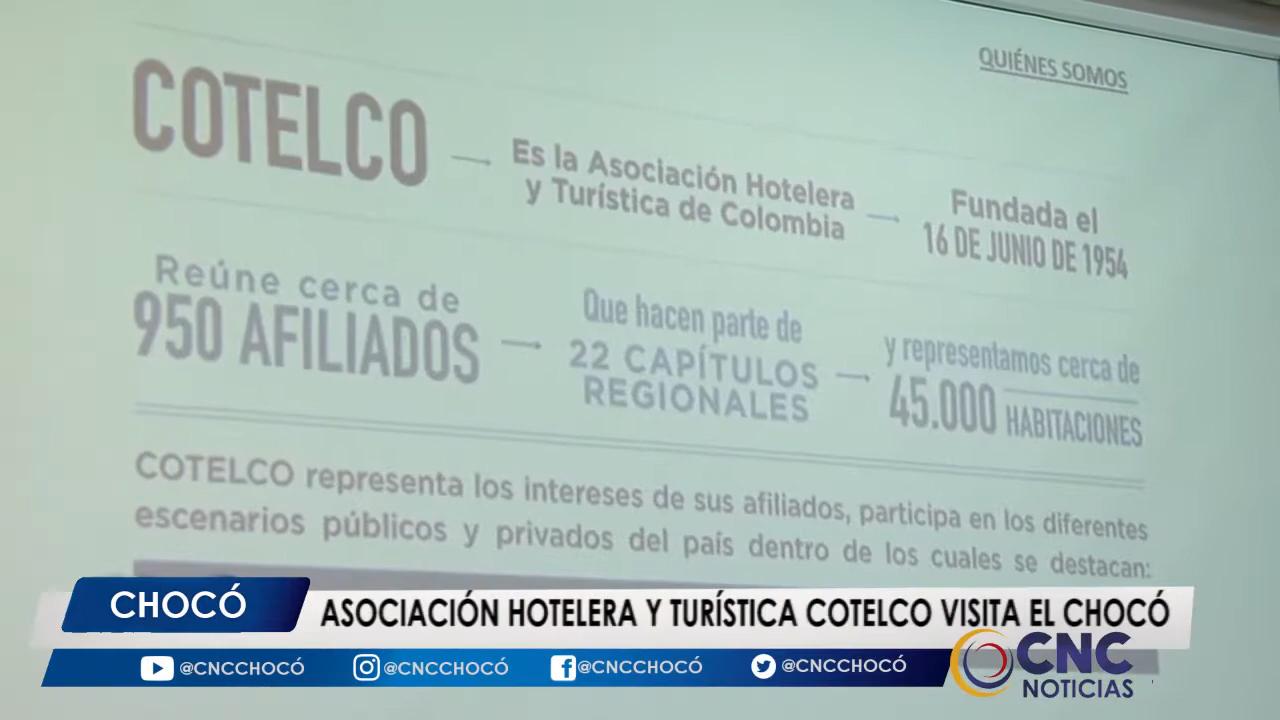 QUIÉNES SOMOS
COTELCO
Es la Asociación Hotelera
y Turística de Colombia
Fundada el
16 DE JUNIO DE 1954
Reúne cerca de
950 AFILIADOS
Que hacen parte de
22 CAPÍTULOS
REGIONALES
y representamos cerca de
45.000 HABITACIONES
COTELCO representa los intereses de sus afiliados, participa en los diferentes
escenarios públicos y privados del país dentro de los cuales se destacan:
CHOCÓ
ASOCIACIÓN HOTELERA Y TURÍSTICA COTELCO VISITA EL CHOCÓ
@CNCCHOCÓ @CNCCHOCÓ @CNCCHOCÓ @CNCCHOCÓ
CNC
NOTICIAS